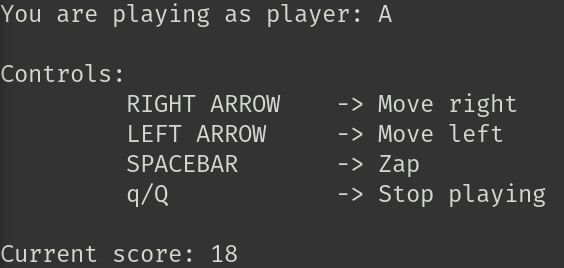 You are playing as player: A
Controls:
RIGHT ARROW -> Move right
LEFT ARROW -> Move left
SPACEBAR -> Zap
q/Q -> Stop playing
Current score: 18